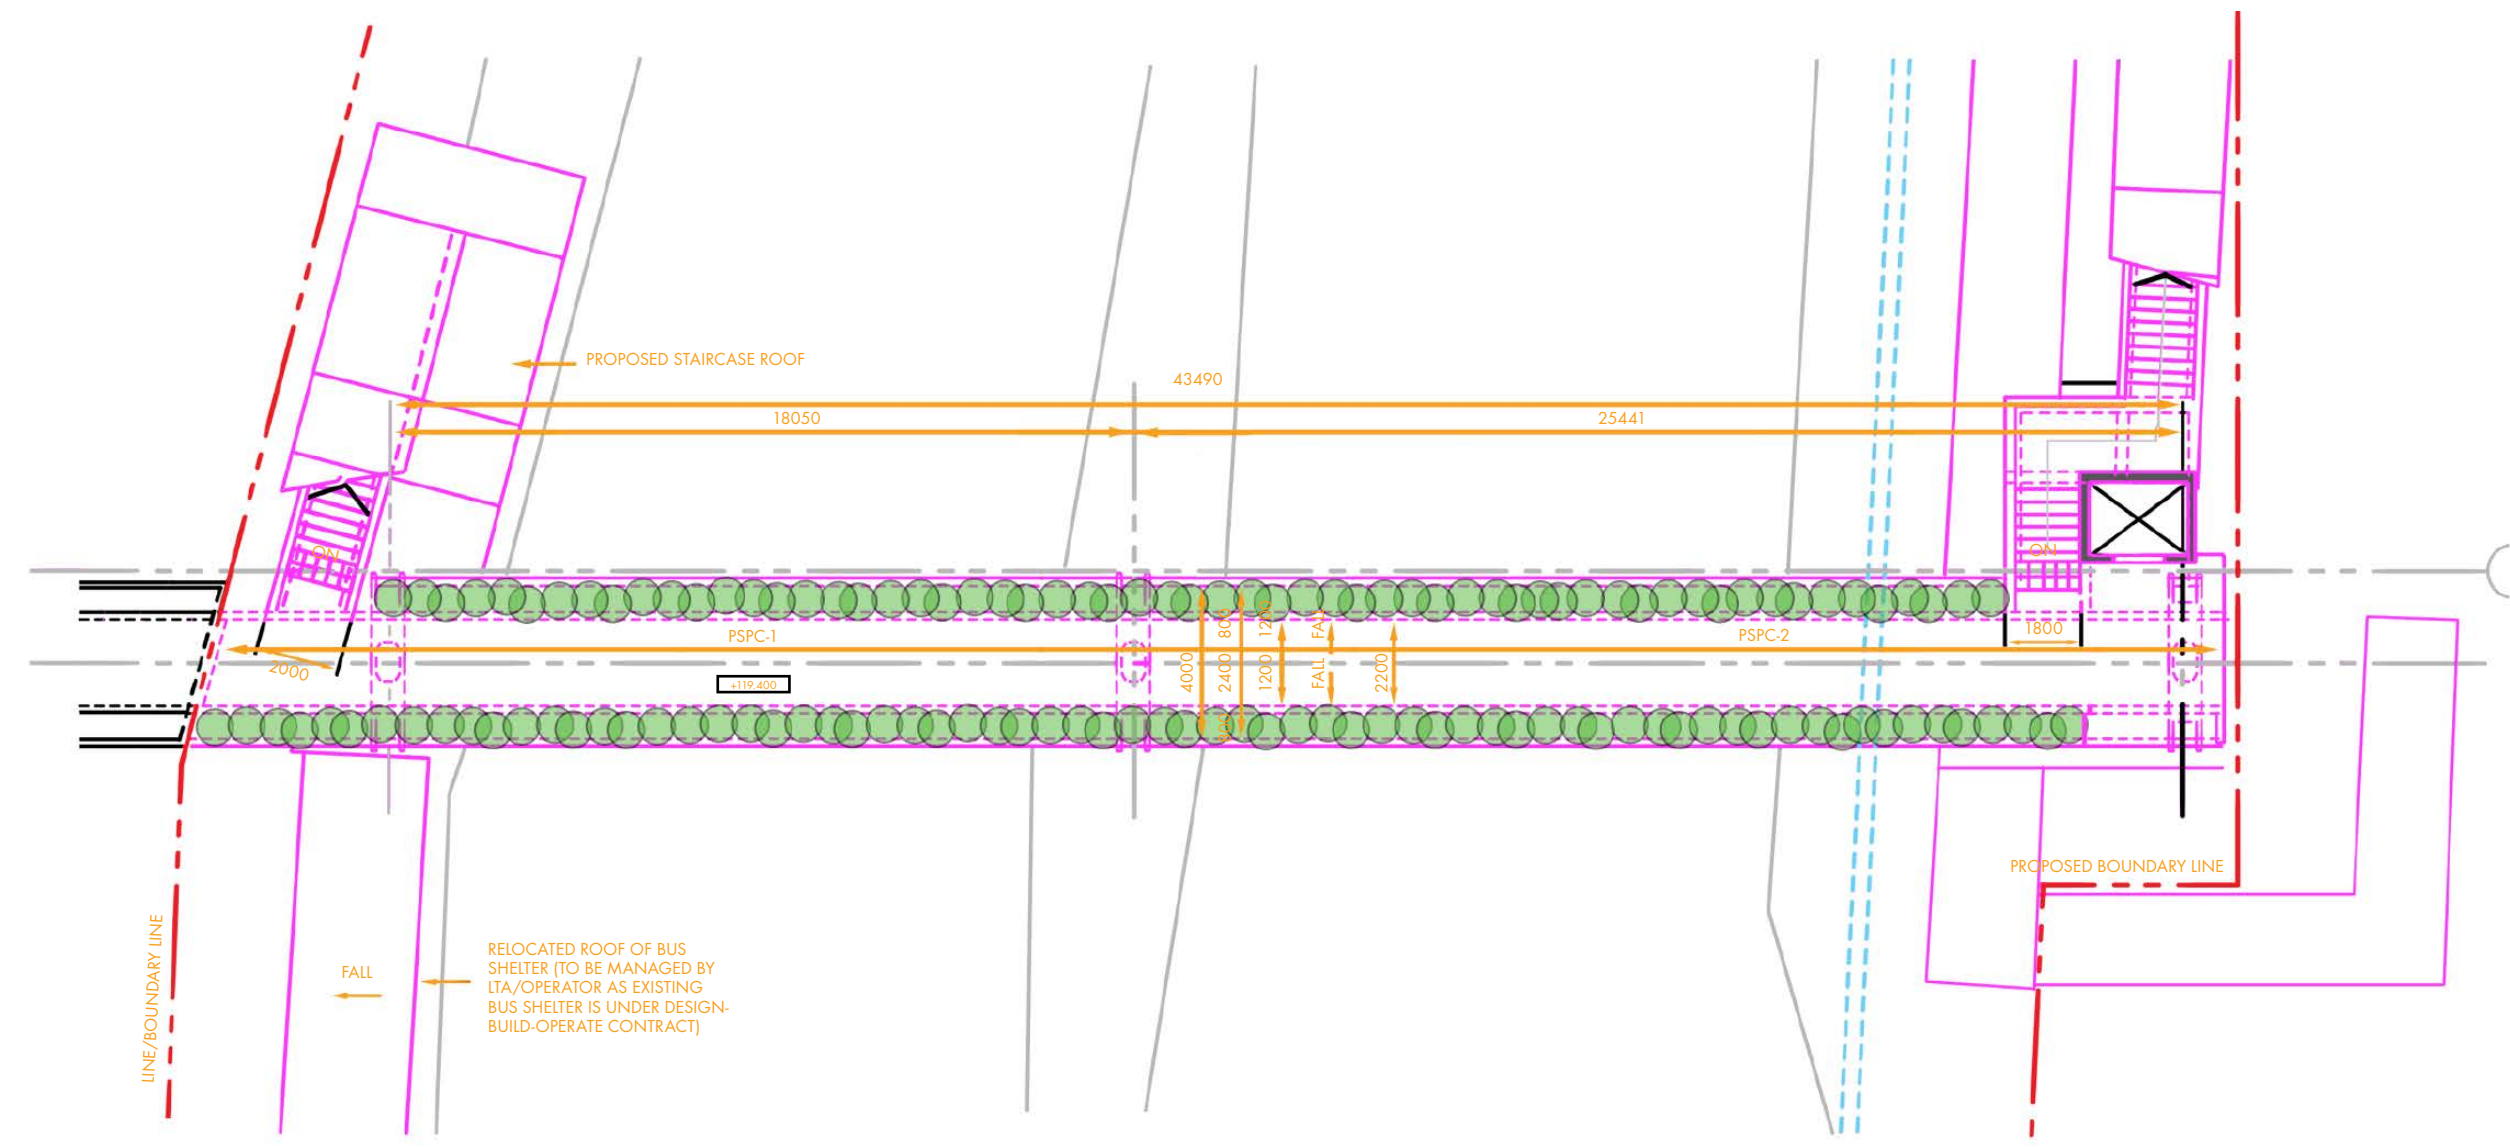 PROPOSED STAIRCASE ROOF
43490
18050
25441
ON
ON
PSPC-1
PSPC-2
1800
2000
+119.400
4000
800
2400
800
1200
1200
FALL
FALL
2200
PROPOSED BOUNDARY LINE
LINE/BOUNDARY LINE
FALL
RELOCATED ROOF OF BUS
SHELTER (TO BE MANAGED BY
LTA/OPERATOR AS EXISTING
BUS SHELTER IS UNDER DESIGN-
BUILD-OPERATE CONTRACT)